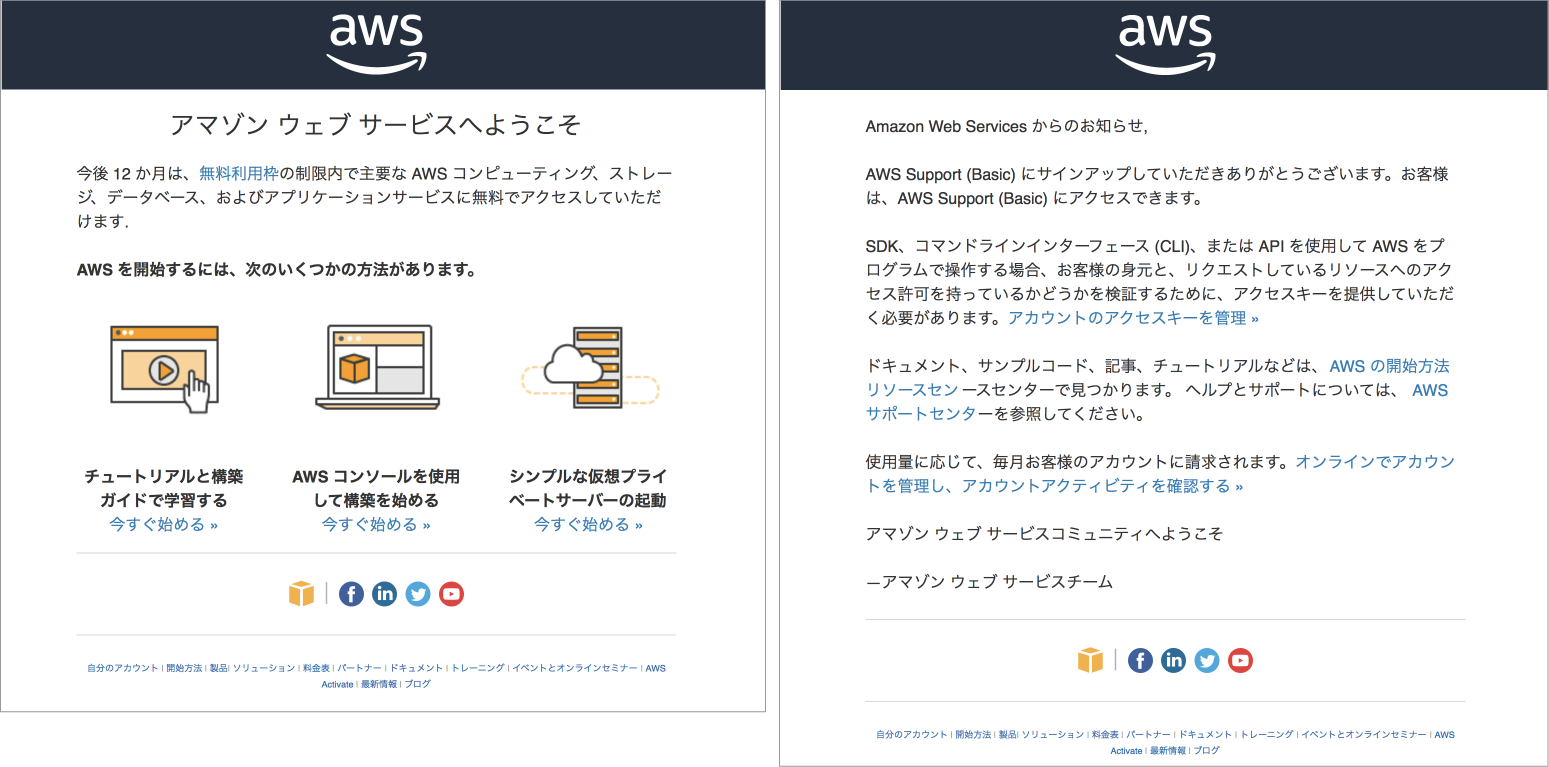 aws
アマゾン ウェブ サービスへようこそ
今後 12 か月は、無料利用枠の制限内で主要な AWS コンピューティング、ストレー
ジ、データベース、およびアプリケーションサービスに無料でアクセスしていただ
けます.
AWS を開始するには、次のいくつかの方法があります。
チュートリアルと構築
ガイドで学習する
今すぐ始める »
AWS コンソールを使用
して構築を始める
今すぐ始める »
シンプルな仮想プライ
ベートサーバーの起動
今すぐ始める »
自分のアカウント | 開始方法 | 製品| ソリューション | 料金表 | パートナー | ドキュメント | トレーニング | イベントとオンラインセミナー | AWS
Activate | 最新情報 | ブログ
aws
Amazon Web Services からのお知らせ,
AWS Support (Basic) にサインアップしていただきありがとうございます。お客様
は、AWS Support (Basic) にアクセスできます。
SDK、コマンドラインインターフェース (CLI)、または API を使用して AWS をプ
ログラムで操作する場合、お客様の身元と、リクエストしているリソースへのアク
セス許可を持っているかどうかを検証するために、アクセスキーを提供していただ
く必要があります。アカウントのアクセスキーを管理 »
ドキュメント、サンプルコード、記事、チュートリアルなどは、 AWS の開始方法
リソースセン ースセンターで見つかります。 ヘルプとサポートについては、 AWS
サポートセンターを参照してください。
使用量に応じて、毎月お客様のアカウントに請求されます。オンラインでアカウン
トを管理し、アカウントアクティビティを確認する »
アマゾン ウェブ サービスコミュニティへようこそ
—アマゾン ウェブ サービスチーム
自分のアカウント | 開始方法 | 製品| ソリューション | 料金表 | パートナー | ドキュメント | トレーニング | イベントとオンラインセミナー | AWS
Activate | 最新情報 | ブログ